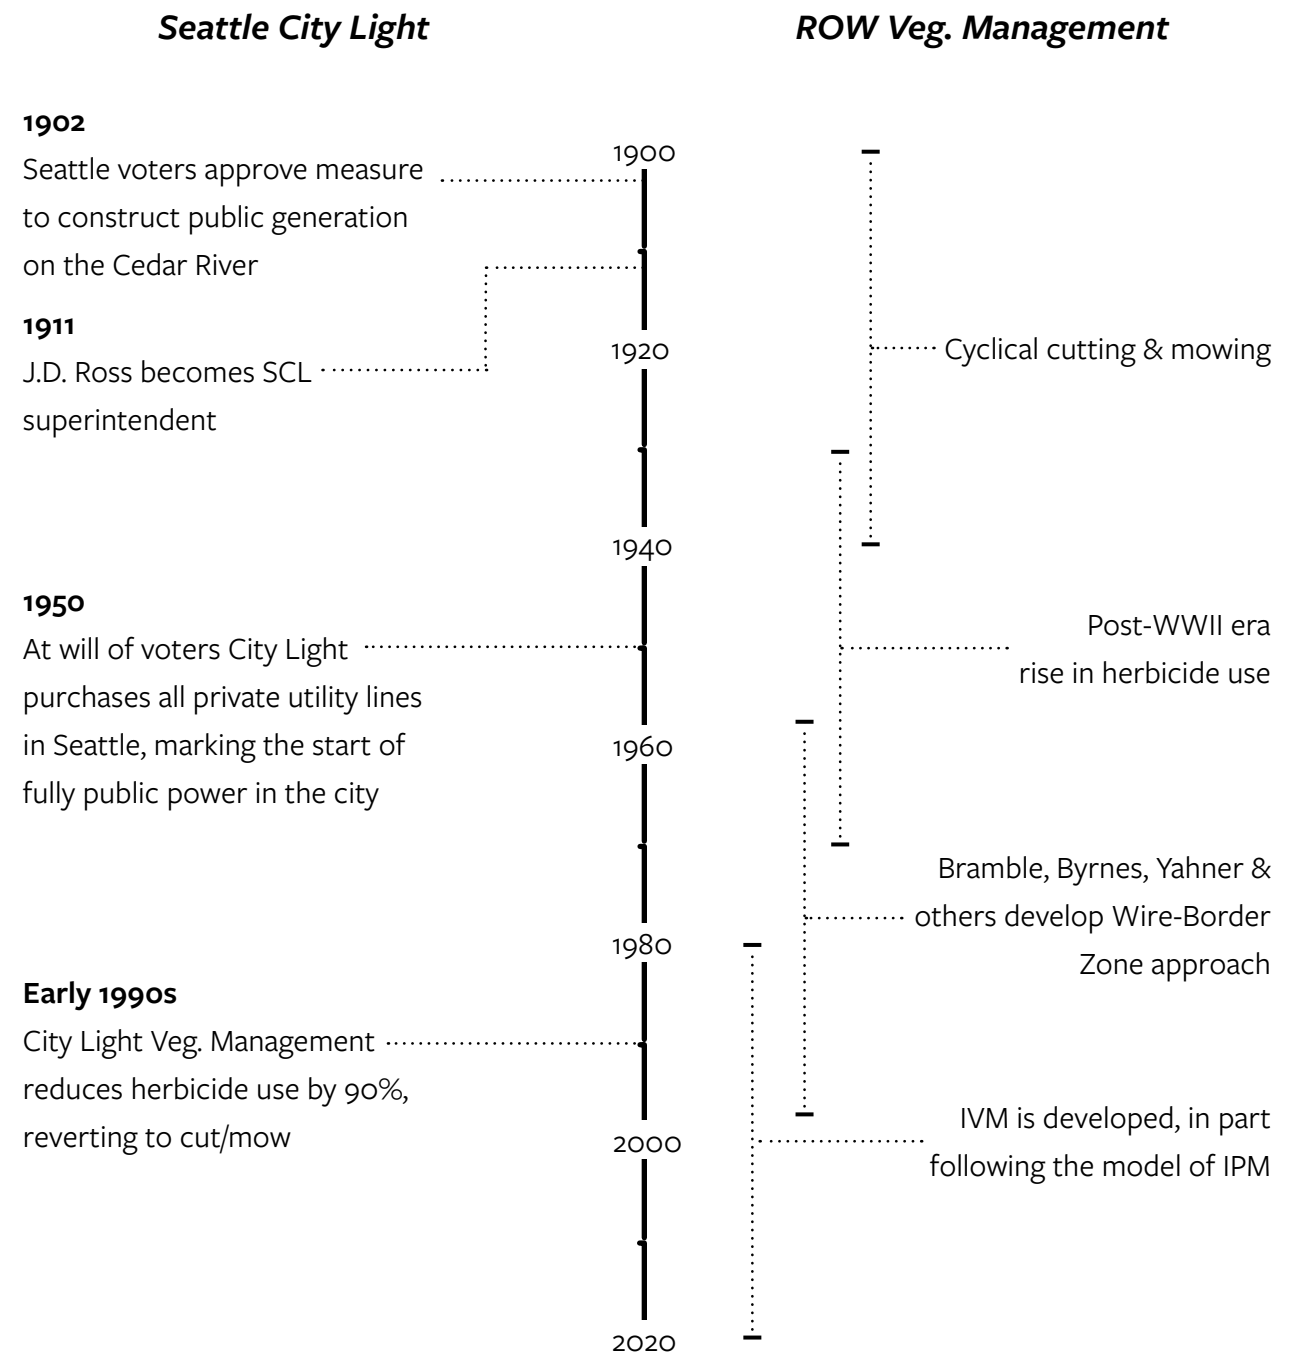 Seattle City Light
ROW Veg. Management
1902
Seattle voters approve measure
to construct public generation
on the Cedar River
1911
J.D. Ross becomes SCL
superintendent
1950
At will of voters City Light
purchases all private utility lines
in Seattle, marking the start of
fully public power in the city
Early 1990s
City Light Veg. Management
reduces herbicide use by 90%,
reverting to cut/mow
1900
1920
1940
1960
1980
2000
2020
Cyclical cutting & mowing
Post-WWII era
rise in herbicide use
Bramble, Byrnes, Yahner &
others develop Wire-Border
Zone approach
IVM is developed, in part
following the model of IPM